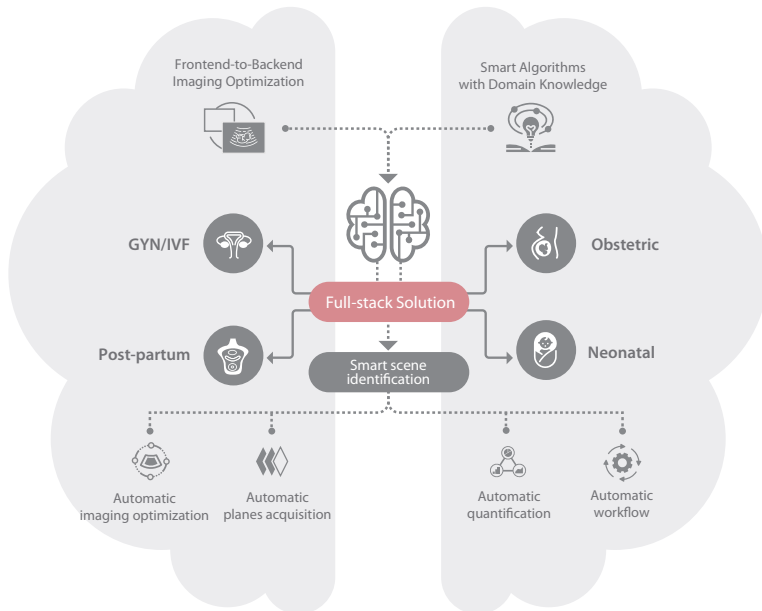 Frontend-to-Backend
Imaging Optimization
Smart Algorithms
with Domain Knowledge
GYN/IVF
Obstetric
Full-stack Solution
Post-partum
Neonatal
Smart scene
identification
Automatic
imaging optimization
Automatic
planes acquisition
Automatic
quantification
Automatic
workflow